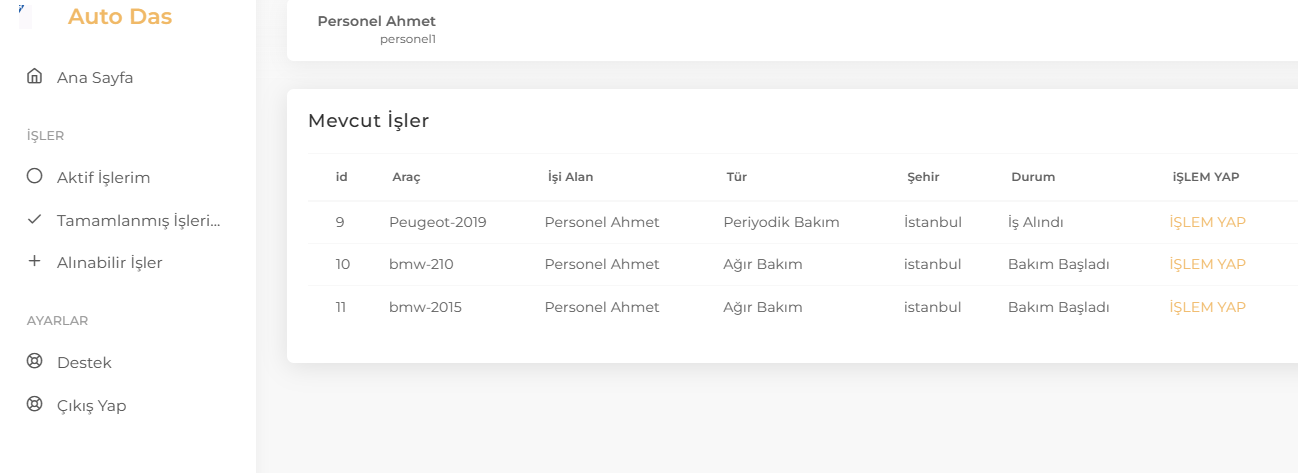 Auto Das
Ana Sayfa
İŞLER
Aktif İşlerim
Tamamlanmış İşleri...
Alınabilir İşler
AYARLAR
Destek
Çıkış Yap
Personel Ahmet
personel1
Mevcut İşler
id Araç İşi Alan Tür Şehir Durum iŞLEM YAP
9 Peugeot-2019 Personel Ahmet Periyodik Bakım İstanbul İş Alındı İŞLEM YAP
10 bmw-210 Personel Ahmet Ağır Bakım istanbul Bakım Başladı İŞLEM YAP
11 bmw-2015 Personel Ahmet Ağır Bakım istanbul Bakım Başladı İŞLEM YAP